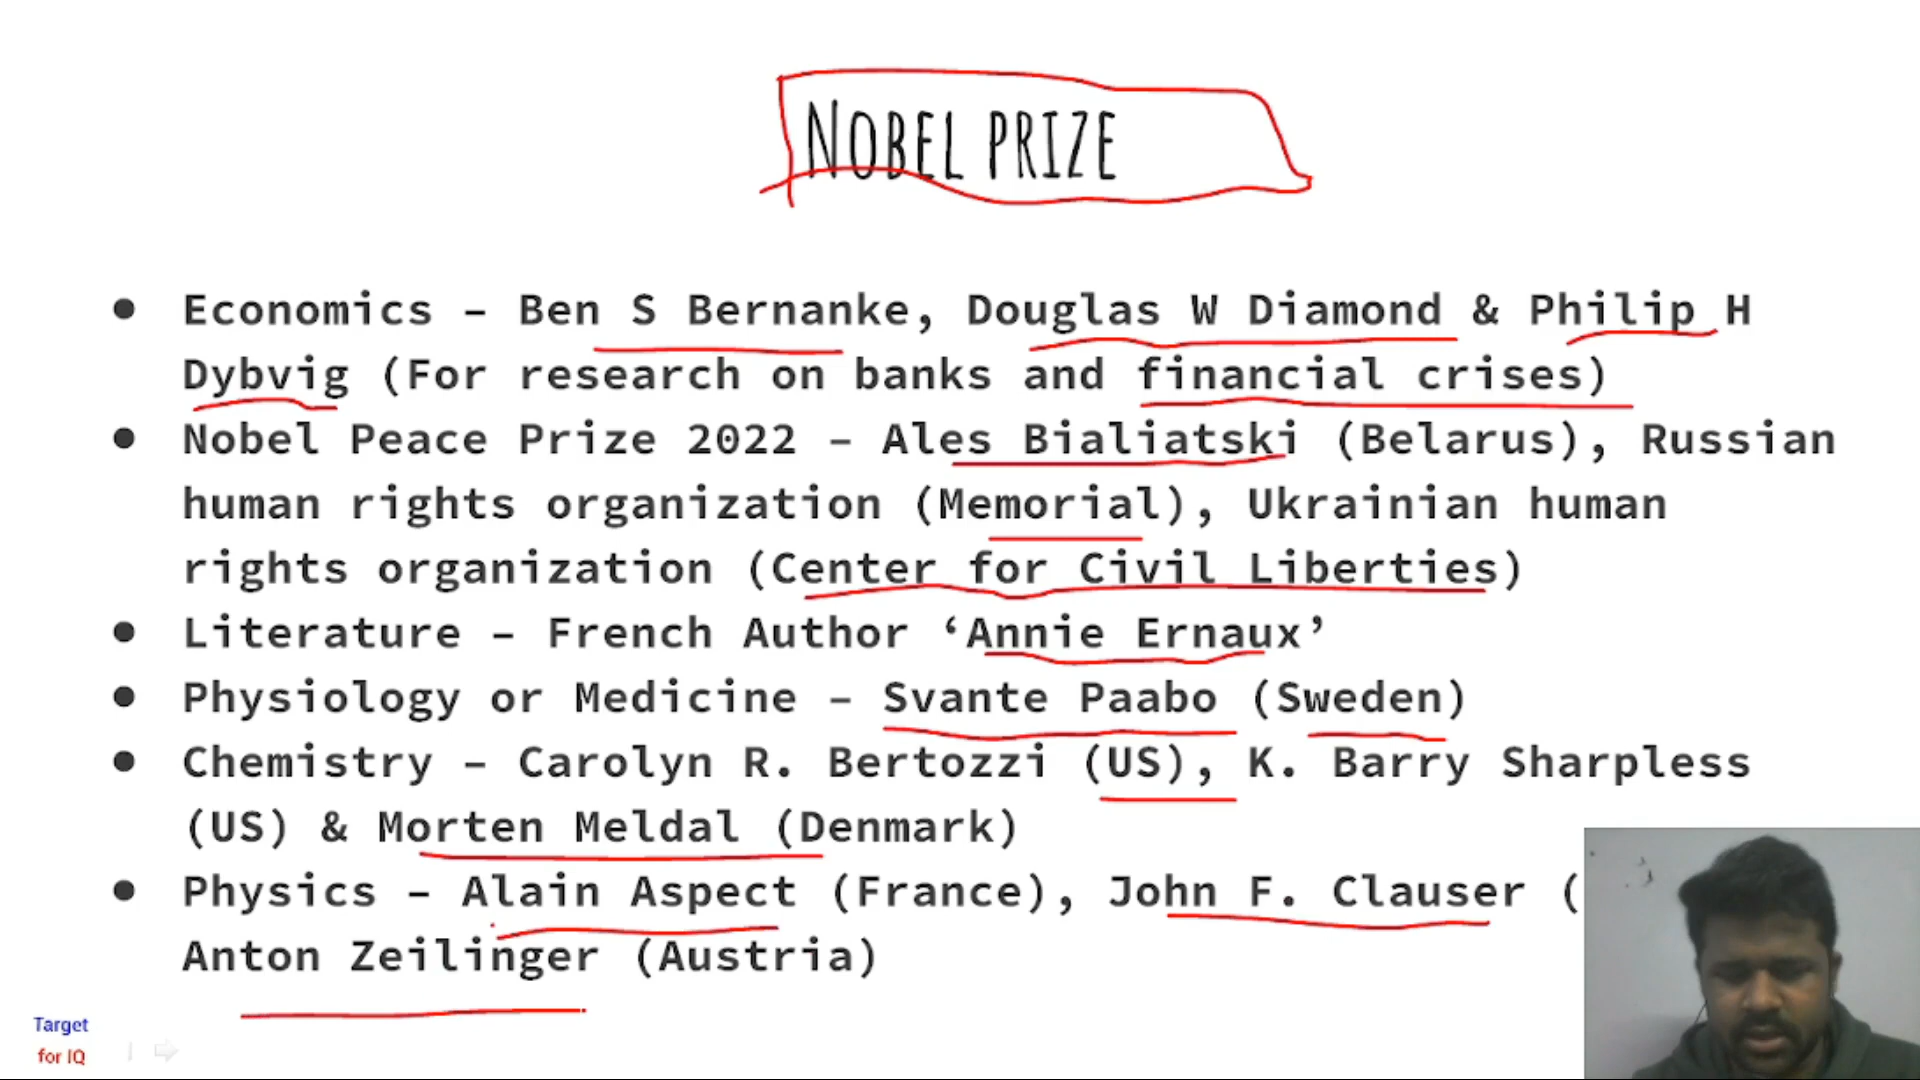 NOBEL PRIZE
● Economics – Ben S Bernanke, Douglas W Diamond & Philip H
Dybvig (For research on banks and financial crises)
● Nobel Peace Prize 2022 – Ales Bialiatski (Belarus), Russian
human rights organization (Memorial), Ukrainian human
rights organization (Center for Civil Liberties)
● Literature – French Author ‘Annie Ernaux’
● Physiology or Medicine – Svante Paabo (Sweden)
● Chemistry – Carolyn R. Bertozzi (US), K. Barry Sharpless
(US) & Morten Meldal (Denmark)
● Physics – Alain Aspect (France), John F. Clauser (
Anton Zeilinger (Austria)
Target
for IQ